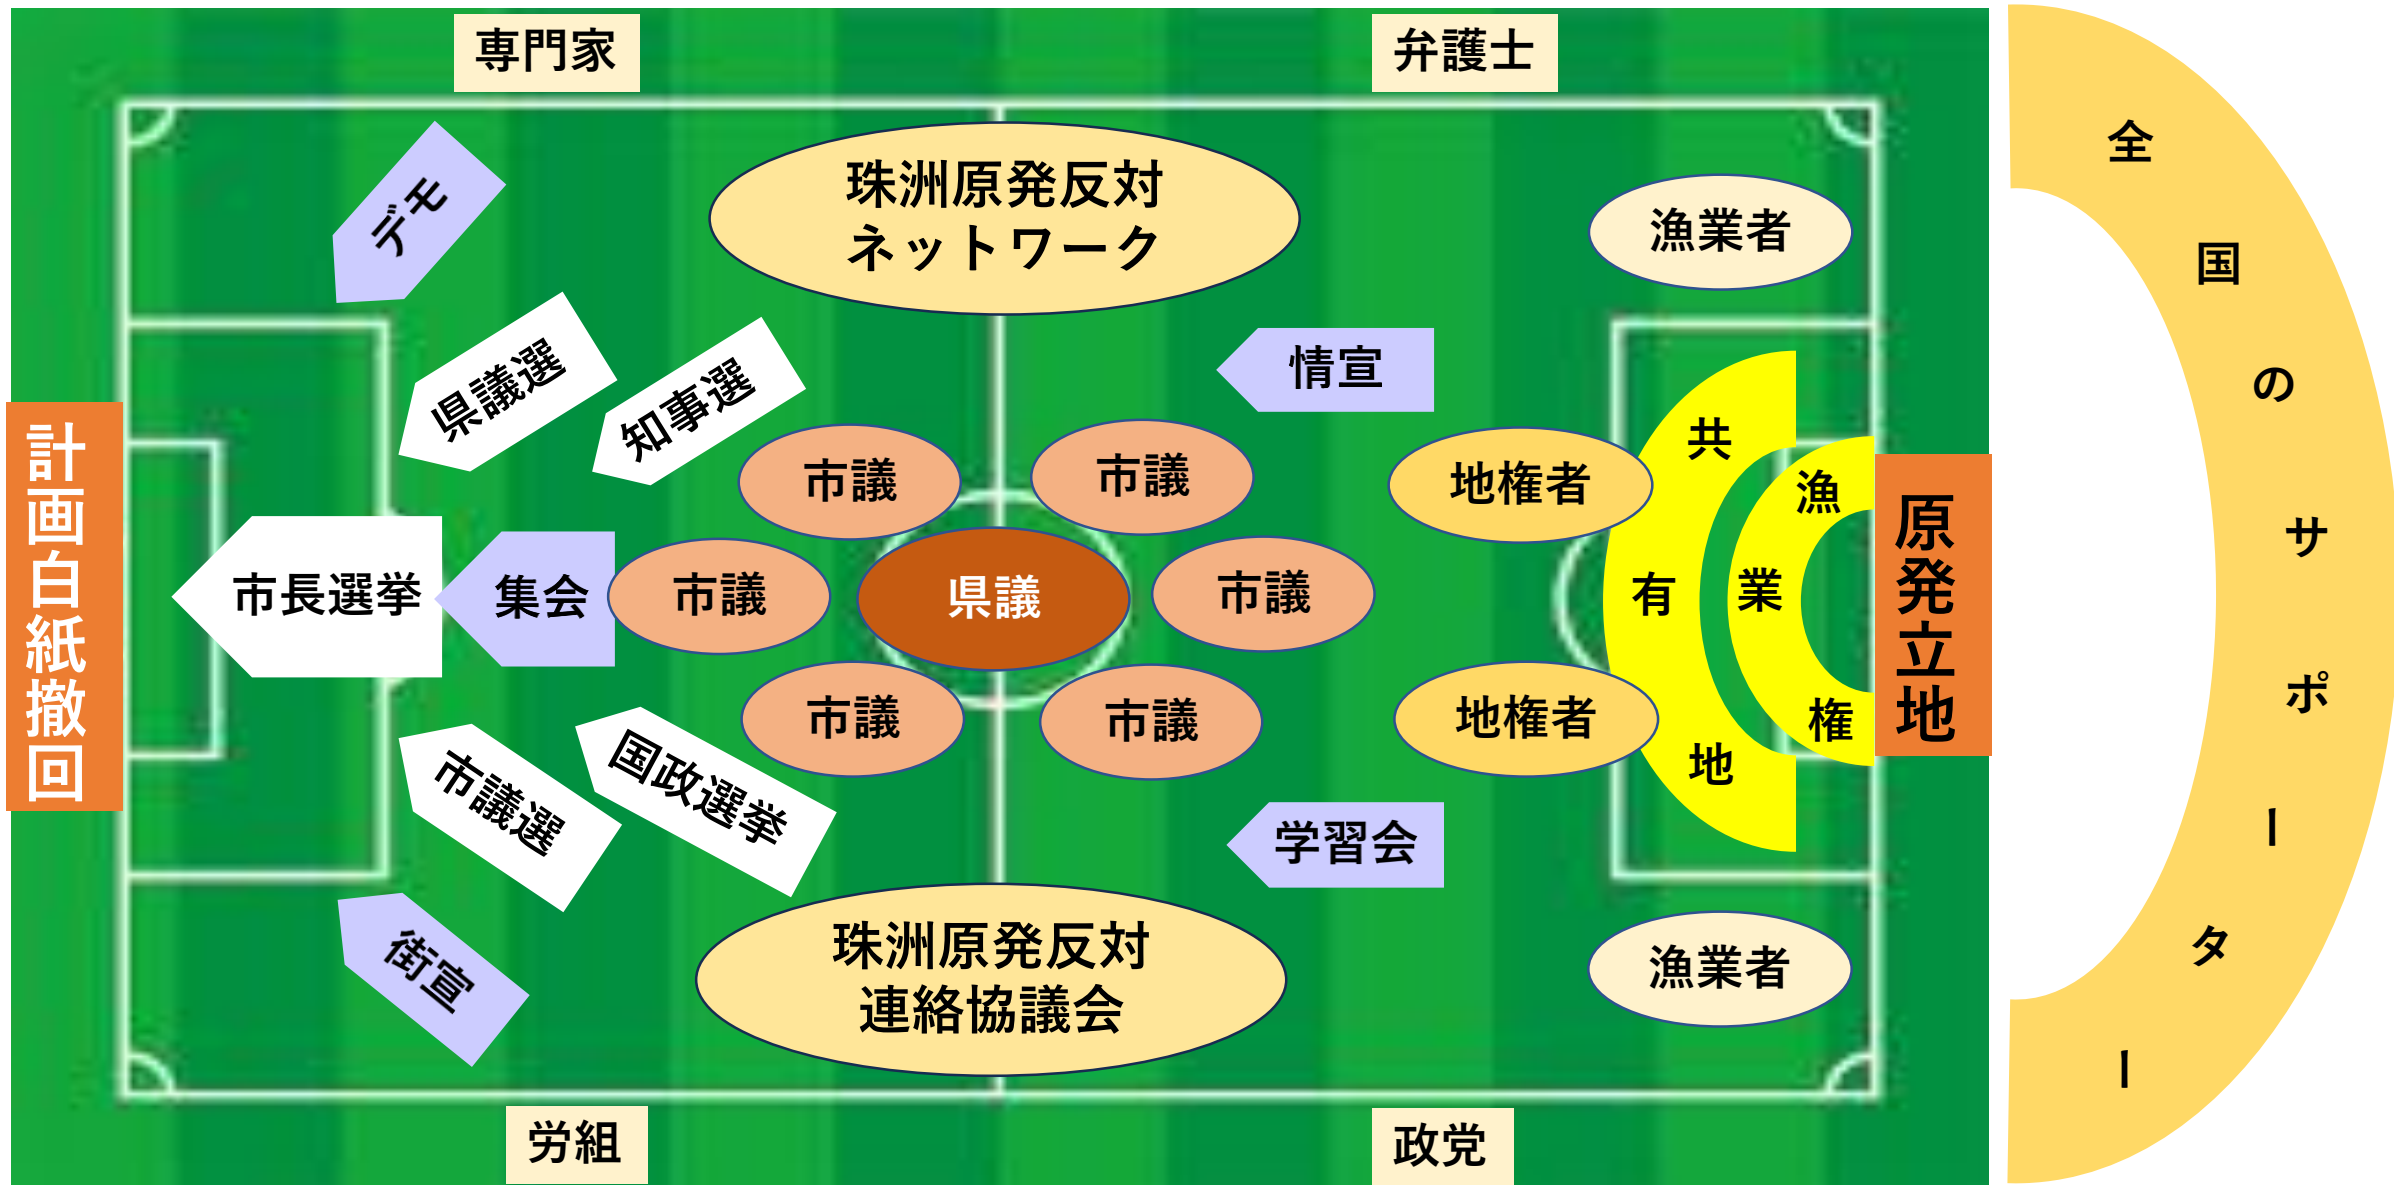 専門家
弁護士
デモ
珠洲原発反対
ネットワーク
漁業者
県議選
知事選
情宣
市議
市議
地権者
共有地
漁業権
計画白紙撤回
市長選挙
集会
市議
県議
市議
原発立地
市議
市議
地権者
市議選
国政選挙
学習会
街宣
珠洲原発反対
連絡協議会
漁業者
労組
政党
全国のサポーター